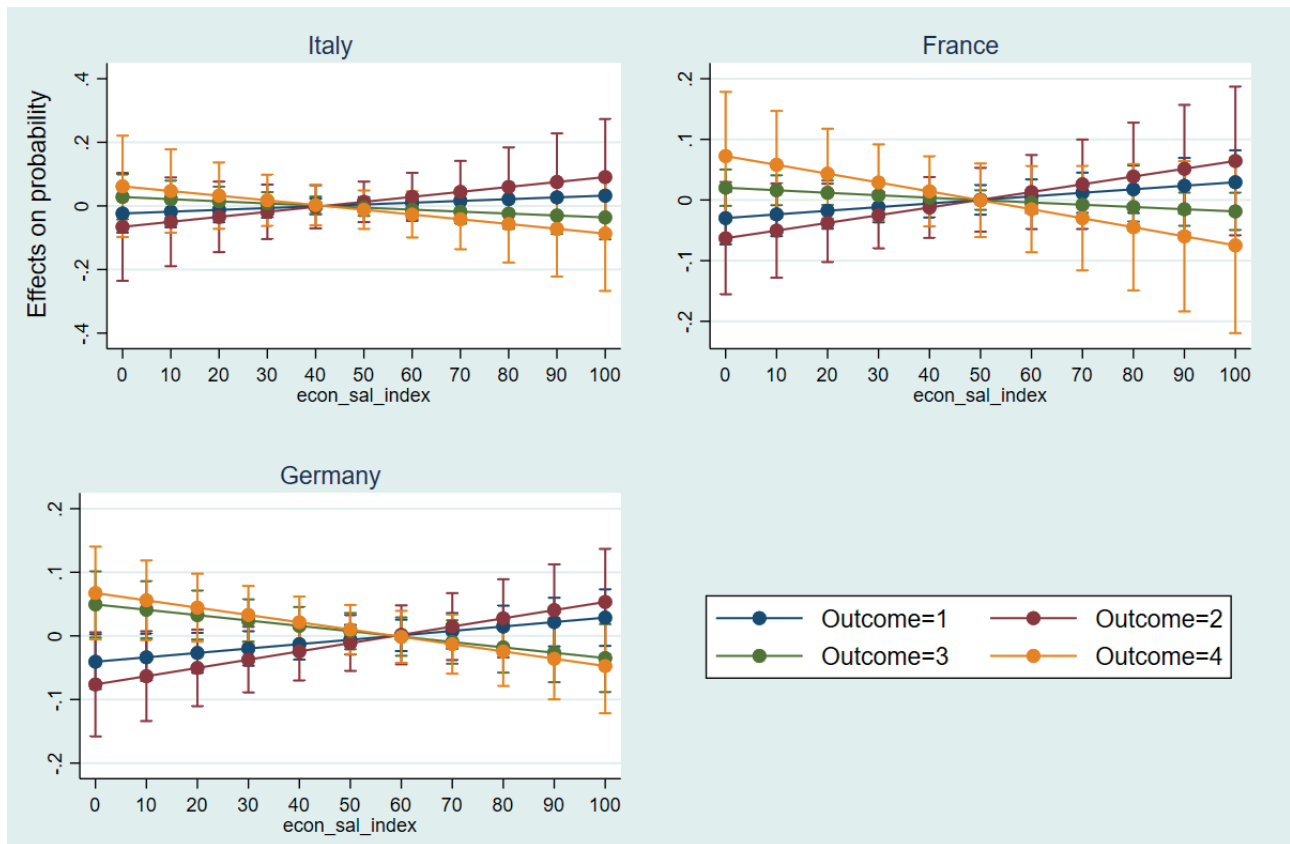 Italy
Effects on probability
.4
.2
0
-.2
-.4
0 10 20 30 40 50 60 70 80 90 100
econ_sal_index
France
.2
.1
0
-.1
-.2
0 10 20 30 40 50 60 70 80 90 100
econ_sal_index
Germany
.2
.1
0
-.1
-.2
0 10 20 30 40 50 60 70 80 90 100
econ_sal_index
Outcome=1 Outcome=2
Outcome=3 Outcome=4